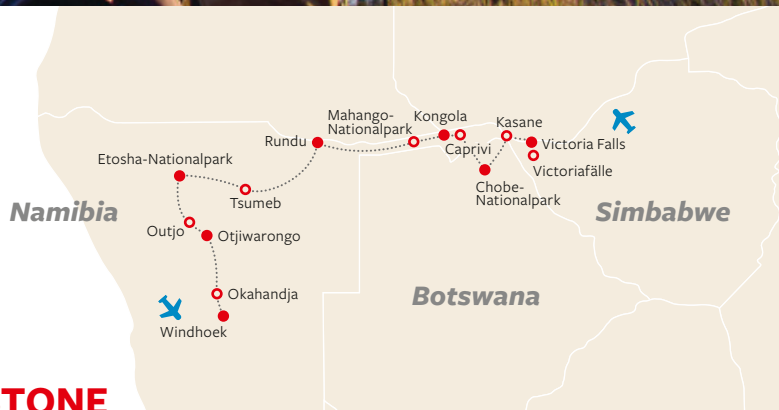 Mahango-
Nationalpark
Kongola
Kasane
Rundu
Caprivi
Victoria Falls
Victoriafälle
Etosha-Nationalpark
Chobe-
Nationalpark
Tsumeb
Namibia
Simbabwe
Outjo
Otjiwarongo
Okahandja
Botswana
Windhoek
TONE